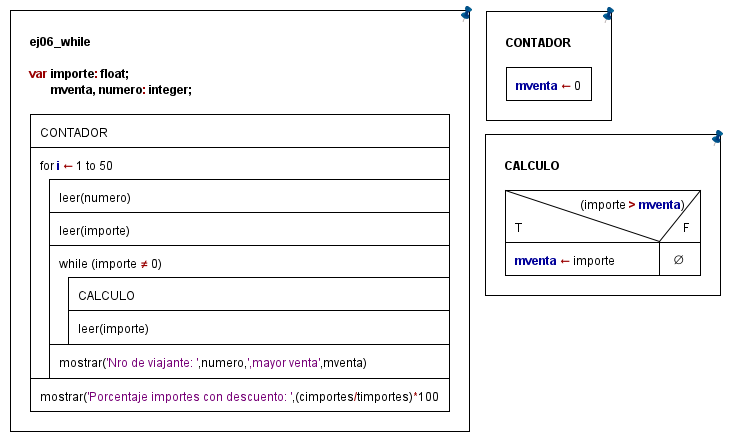 ej06_while
var importe: float;
mventa, numero: integer;
CONTADOR
for i ← 1 to 50
leer(numero)
leer(importe)
while (importe ≠ 0)
CALCULO
leer(importe)
mostrar('Nro de viajante: ',numero,',mayor venta',mventa)
mostrar('Porcentaje importes con descuento: ',(cimportes/timportes)*100
CONTADOR
mventa ← 0
CALCULO
(importe > mventa)
T F
mventa ← importe ∅